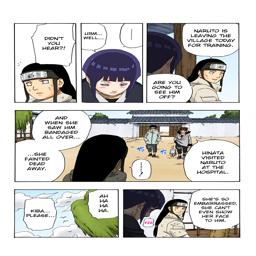 DIDN'T
YOU
HEAR?!
URM...
WELL...
NARUTO IS
LEAVING THE
VILLAGE TODAY
FOR TRAINING.
ARE YOU
GOING TO
SEE HIM
OFF?
AND
WHEN SHE
SAW HIM
BANDAGED
ALL OVER...
...SHE
FAINTED
DEAD
AWAY.
HINATA
VISITED
NARUTO
AT THE
HOSPITAL.
KIBA...
PLEASE...
AH
HA
HA
HA.
SHE'S SO
EMBARRASSED,
SHE CAN'T
EVEN SHOW
HER FACE
TO HIM.